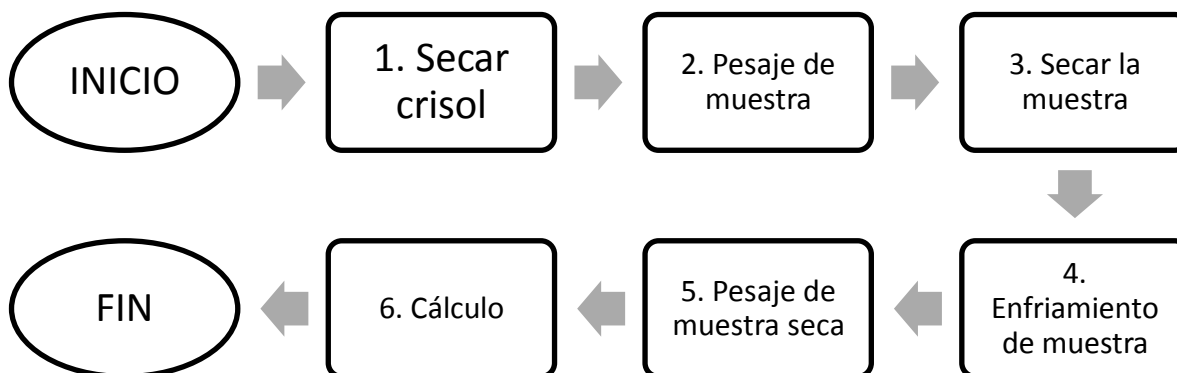 INICIO
1. Secar
crisol
2. Pesaje de
muestra
3. Secar la
muestra
4.
Enfriamiento
de muestra
5. Pesaje de
muestra seca
6. Cálculo
FIN